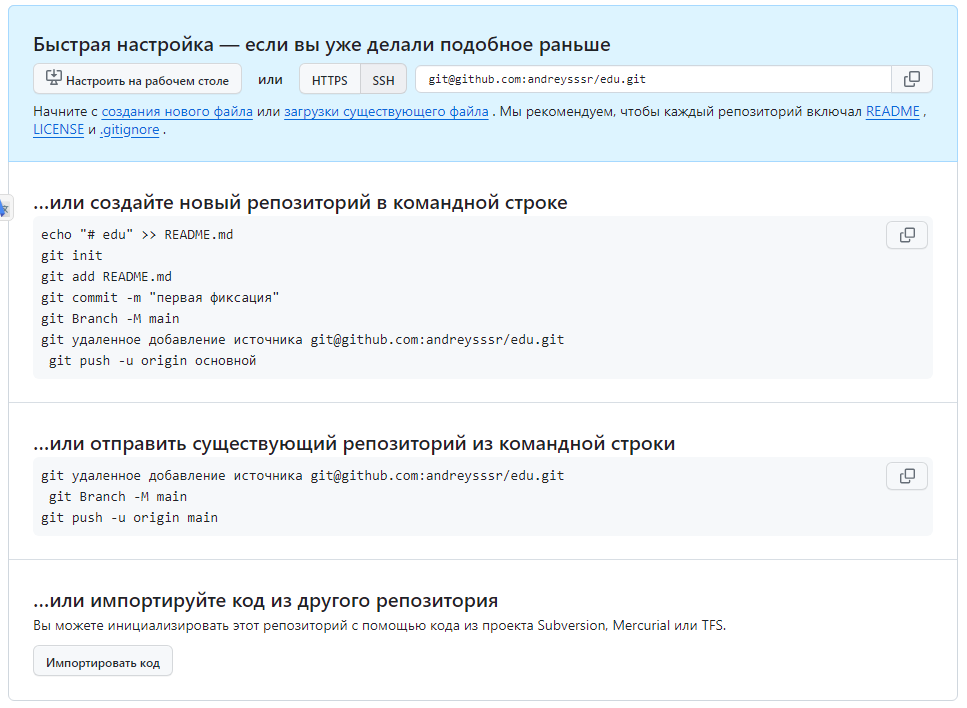 Быстрая настройка — если вы уже делали подобное раньше
Настроить на рабочем столе или HTTPS SSH git@github.com:andreysssr/edu.git
Начните с создания нового файла или загрузки существующего файла . Мы рекомендуем, чтобы каждый репозиторий включал README ,
LICENSE и .gitignore .
...или создайте новый репозиторий в командной строке
echo "# edu" >> README.md
git init
git add README.md
git commit -m "первая фиксация"
git Branch -M main
git удаленное добавление источника git@github.com:andreysssr/edu.git
git push -u origin основной
...или отправить существующий репозиторий из командной строки
git удаленное добавление источника git@github.com:andreysssr/edu.git
git Branch -M main
git push -u origin main
...или импортируйте код из другого репозитория
Вы можете инициализировать этот репозиторий с помощью кода из проекта Subversion, Mercurial или TFS.
Импортировать код